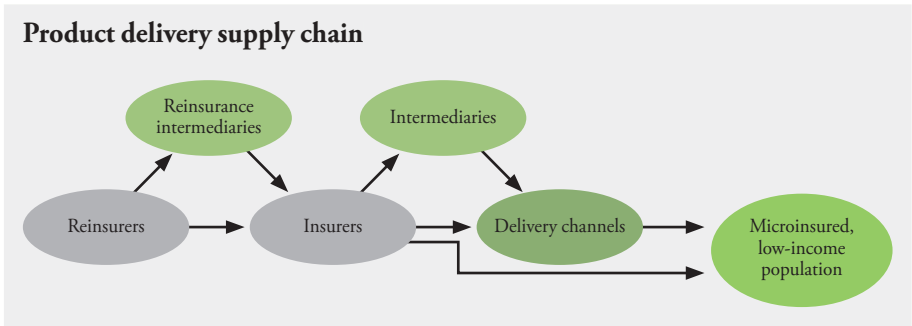 Product delivery supply chain
Reinsurance
intermediaries
Intermediaries
Reinsurers
Insurers
Delivery channels
Microinsured,
low-income
population